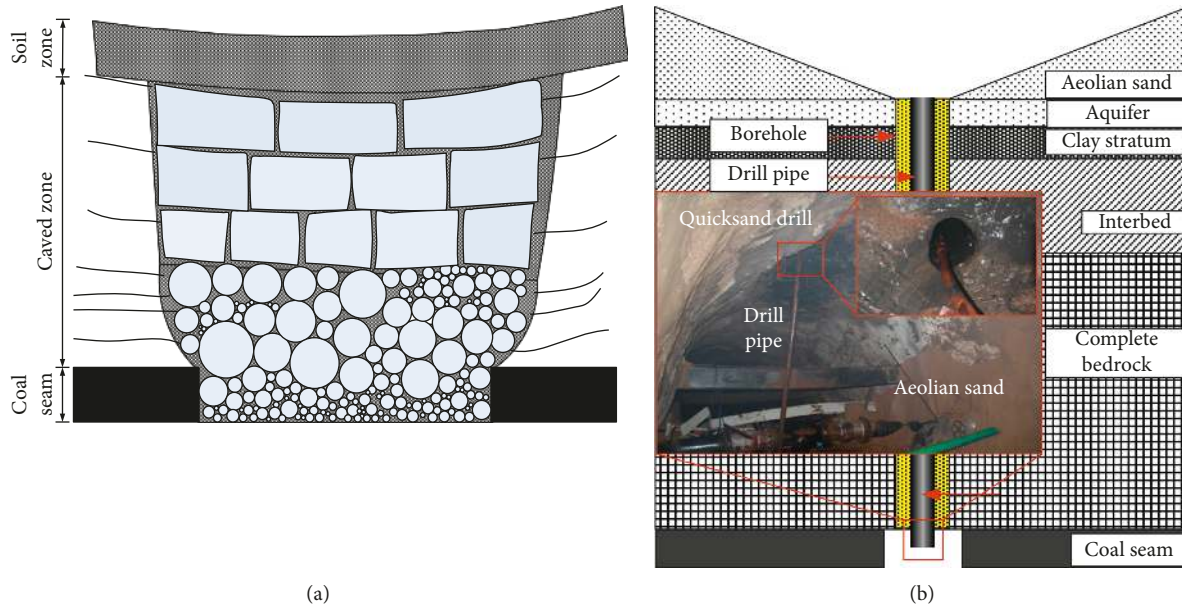 Soil
zone
Caved zone
Coal
seam
(a)
Aeolian sand
Aquifer
Borehole
Clay stratum
Drill pipe
Quicksand drill
Interbed
Drill
pipe
Complete
bedrock
Aeolian sand
Coal seam
(b)